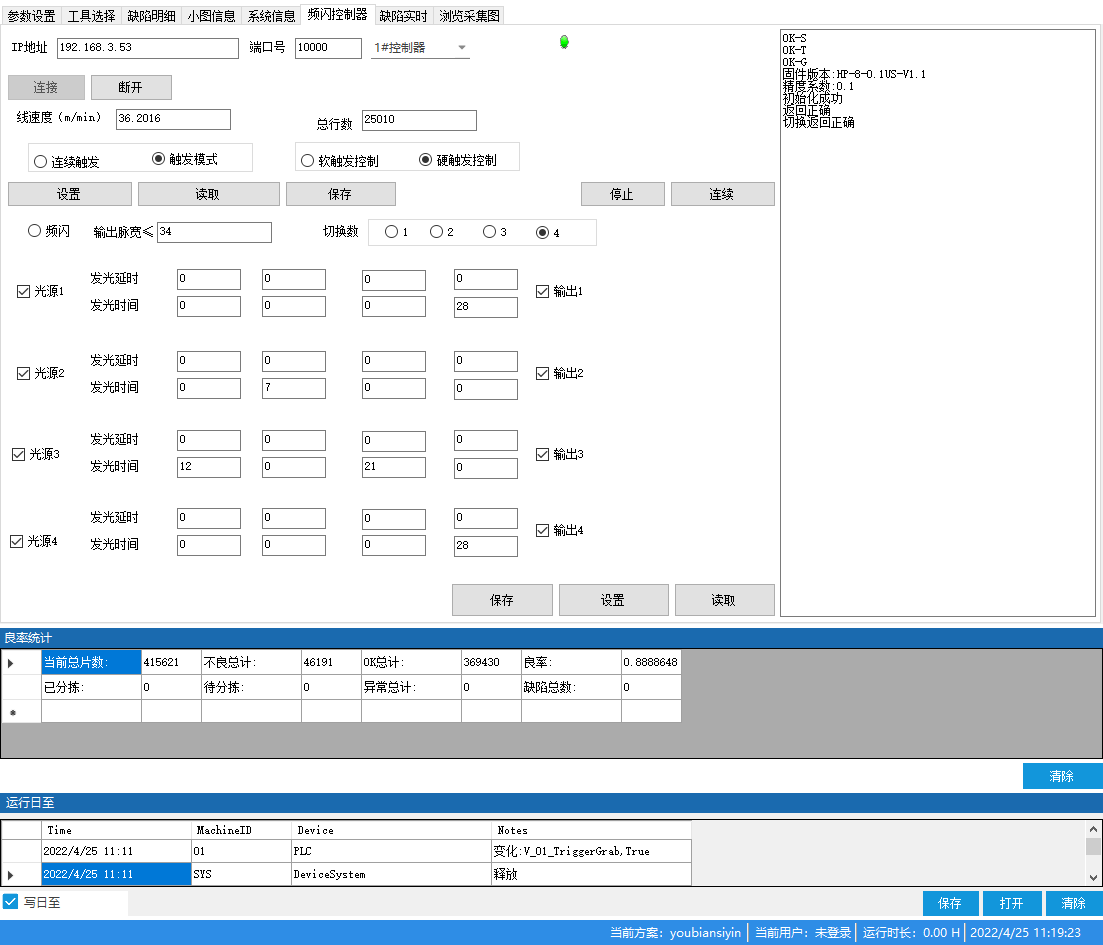 参数设置 工具选择 缺陷明细 小图信息 系统信息 频闪控制器 缺陷实时 浏览采集图
IP地址 192.168.3.53 端口号 10000 1#控制器
连接 断开
线速度(m/min) 36.2016 总行数 25010
连续触发 触发模式 软触发控制 硬触发控制
设置 读取 保存 停止 连续
频闪 输出脉宽≤ 34 切换数 1 2 3 4
光源1 输出1
发光延时 0 0 0 0
发光时间 0 0 0 28
光源2 输出2
发光延时 0 0 0 0
发光时间 0 7 0 0
光源3 输出3
发光延时 0 0 0 0
发光时间 12 0 21 0
光源4 输出4
发光延时 0 0 0 0
发光时间 0 0 0 28
保存 设置 读取
OK-S
OK-T
OK-G
固件版本:HP-8-0.1US-V1.1
精度系数:0.1
初始化成功
返回正确
切换返回正确
良率统计
当前总片数: 415621 不良总计: 46191 OK总计: 369430 良率: 0.8888648
已分拣: 0 待分拣: 0 异常总计: 0 缺陷总数: 0
清除
运行日至
Time MachineID Device Notes
2022/4/25 11:11 01 PLC 变化:V_01_TriggerGrab,True
2022/4/25 11:11 SYS DeviceSystem 释放
写日至 保存 打开 清除
当前方案：youbiansiyin 当前用户：未登录 运行时长：0.00 H 2022/4/25 11:19:23